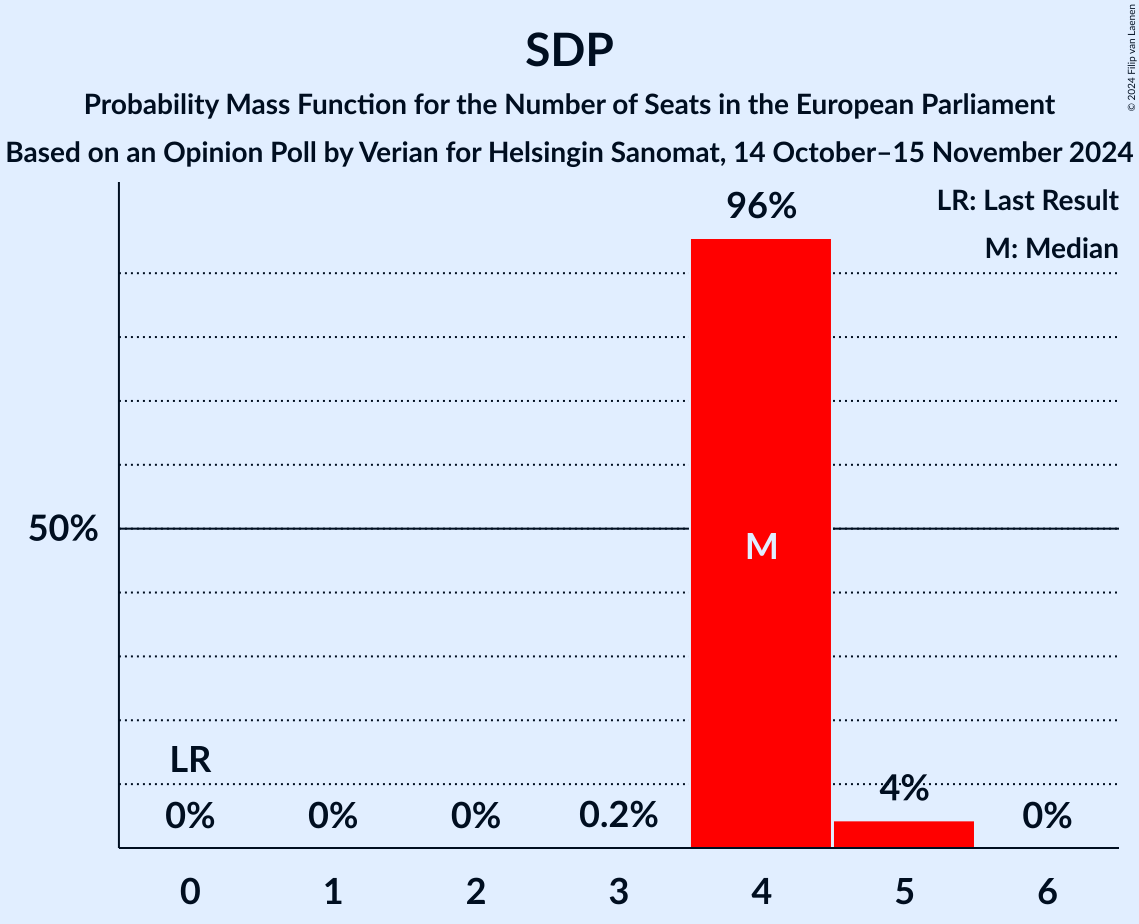 SDP
Probability Mass Function for the Number of Seats in the European Parliament
Based on an Opinion Poll by Verian for Helsingin Sanomat, 14 October–15 November 2024
© 2024 Filip van Laenen
LR: Last Result
M: Median
96%
50%
M
LR
0%
0%
0%
0.2%
4%
0%
0
1
2
3
4
5
6